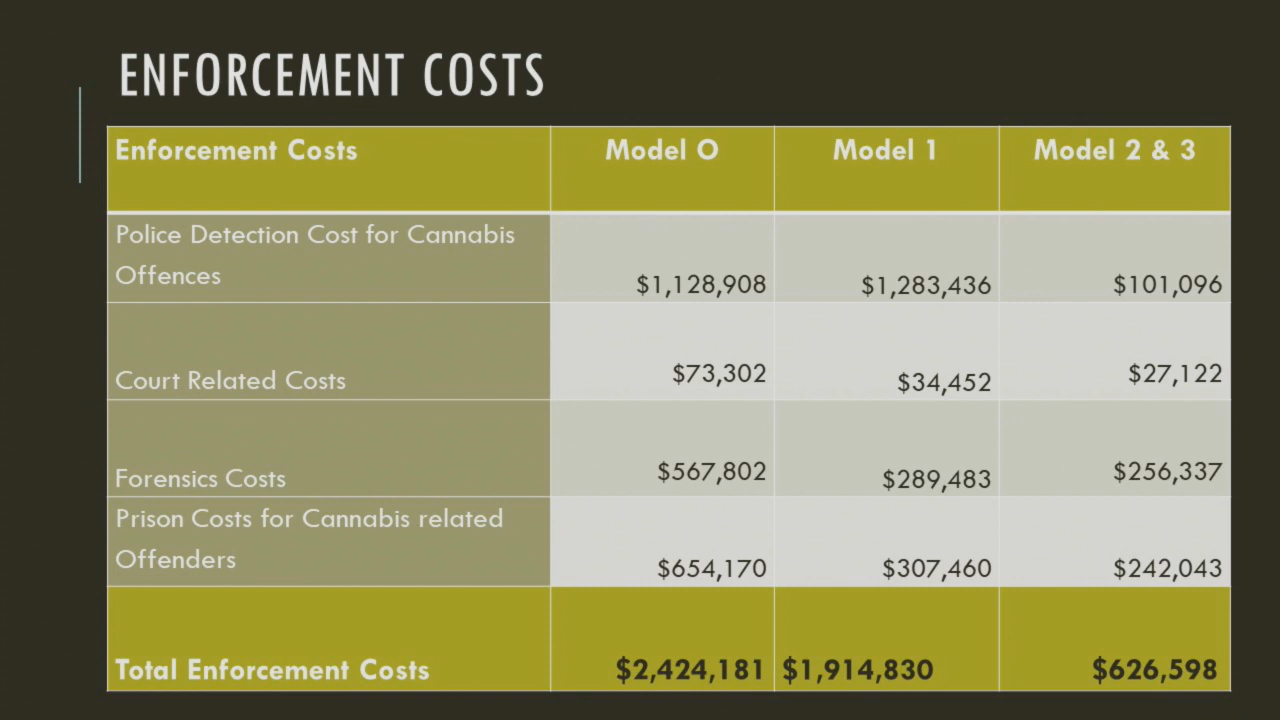 ENFORCEMENT COSTS
Enforcement Costs Model O Model 1 Model 2 & 3
Police Detection Cost for Cannabis
Offences $1,128,908 $1,283,436 $101,096
Court Related Costs $73,302 $34,452 $27,122
Forensics Costs $567,802 $289,483 $256,337
Prison Costs for Cannabis related
Offenders $654,170 $307,460 $242,043
Total Enforcement Costs $2,424,181 $1,914,830 $626,598